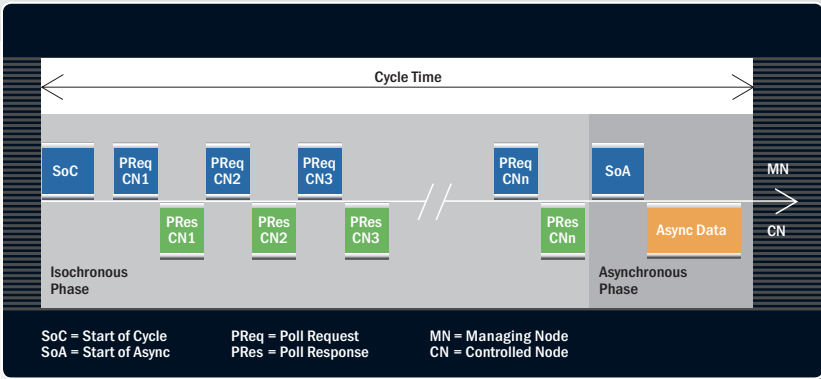 Cycle Time
SoC
PReq
CN1
PReq
CN2
PReq
CN3
PReq
CNn
SoA
MN
PRes
CN1
PRes
CN2
PRes
CN3
PRes
CNn
Async Data
CN
Isochronous
Phase
Asynchronous
Phase
SoC = Start of Cycle
SoA = Start of Async
PReq = Poll Request
PRes = Poll Response
MN = Managing Node
CN = Controlled Node